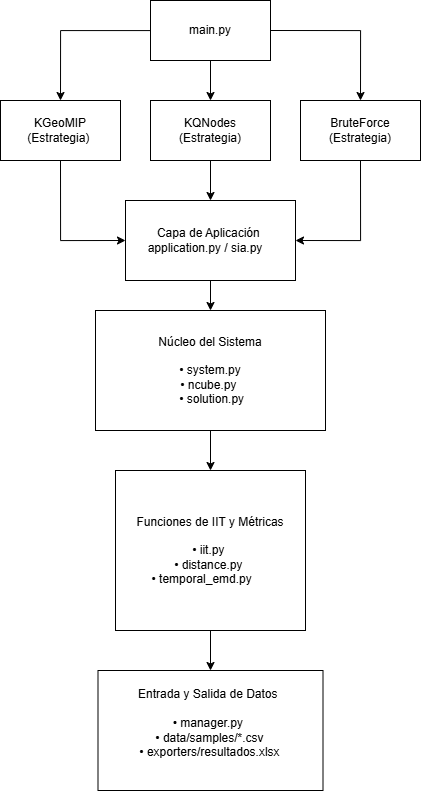 main.py
KGeoMIP
(Estrategia)
KQNodes
(Estrategia)
BruteForce
(Estrategia)
Capa de Aplicación
application.py / sia.py
Núcleo del Sistema
• system.py
• ncube.py
• solution.py
Funciones de IIT y Métricas
• iit.py
• distance.py
• temporal_emd.py
Entrada y Salida de Datos
• manager.py
• data/samples/*.csv
• exporters/resultados.xlsx